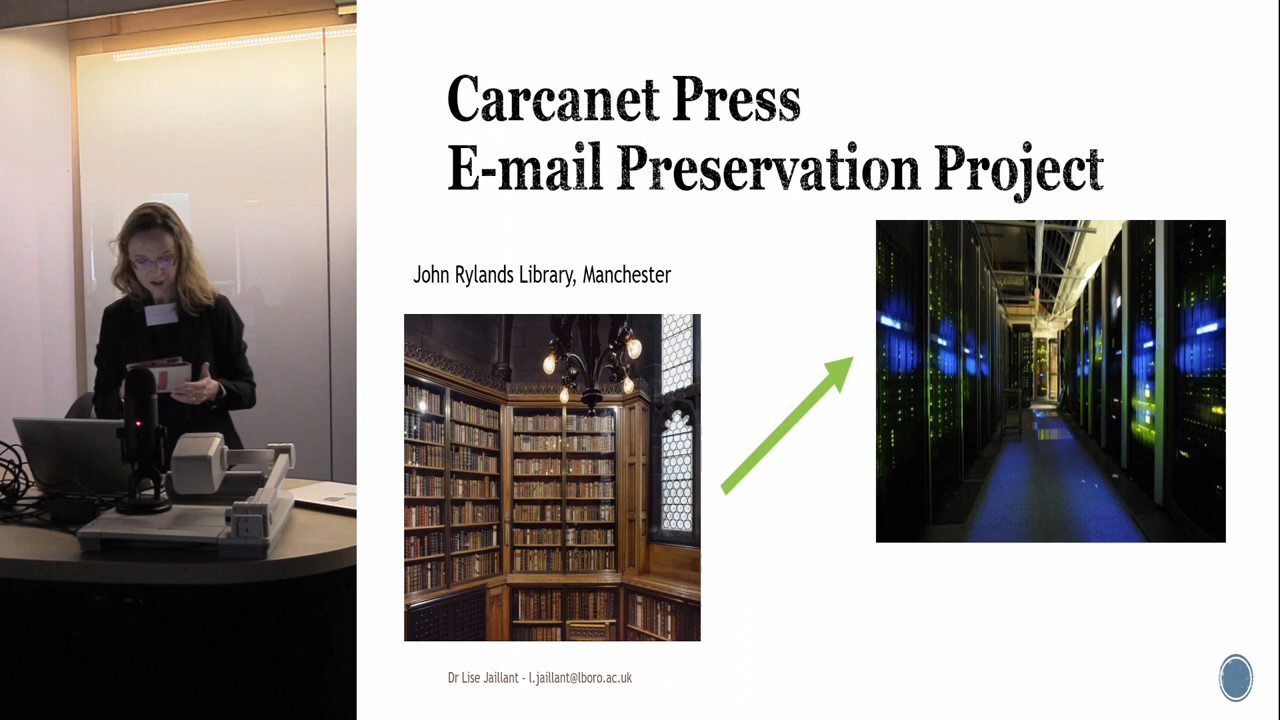 Carcanet Press
E-mail Preservation Project
John Rylands Library, Manchester
Dr Lise Jaillant - l.jaillant@lboro.ac.uk